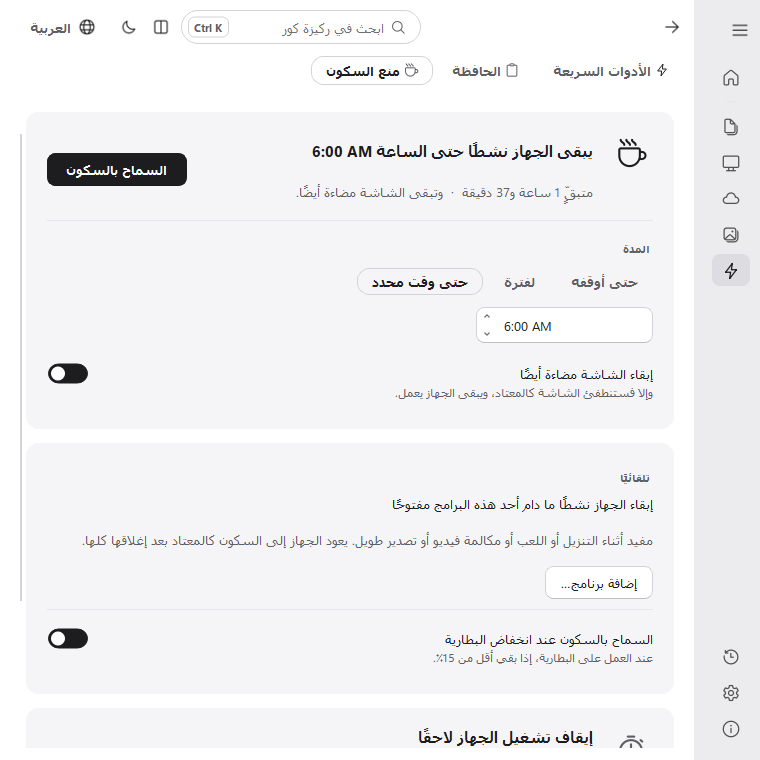 ابحث في ركيزة كور
Ctrl K
العربية
الأدوات السريعة
الحافظة
منع السكون
يبقى الجهاز نشطًا حتى الساعة 6:00 AM
متبقٍّ 1 ساعة و37 دقيقة · وتبقى الشاشة مضاءة أيضًا.
السماح بالسكون
المدة
حتى أوقفه
لفترة
حتى وقت محدد
6:00 AM
إبقاء الشاشة مضاءة أيضًا
وإلا فستنطفئ الشاشة كالمعتاد، ويبقى الجهاز يعمل.
تلقائيًا
إبقاء الجهاز نشطًا ما دام أحد هذه البرامج مفتوحًا
مفيد أثناء التنزيل أو اللعب أو مكالمة فيديو أو تصدير طويل. يعود الجهاز إلى السكون كالمعتاد بعد إغلاقها كلها.
إضافة برنامج...
السماح بالسكون عند انخفاض البطارية
عند العمل على البطارية، إذا بقي أقل من 15٪.
إيقاف تشغيل الجهاز لاحقًا